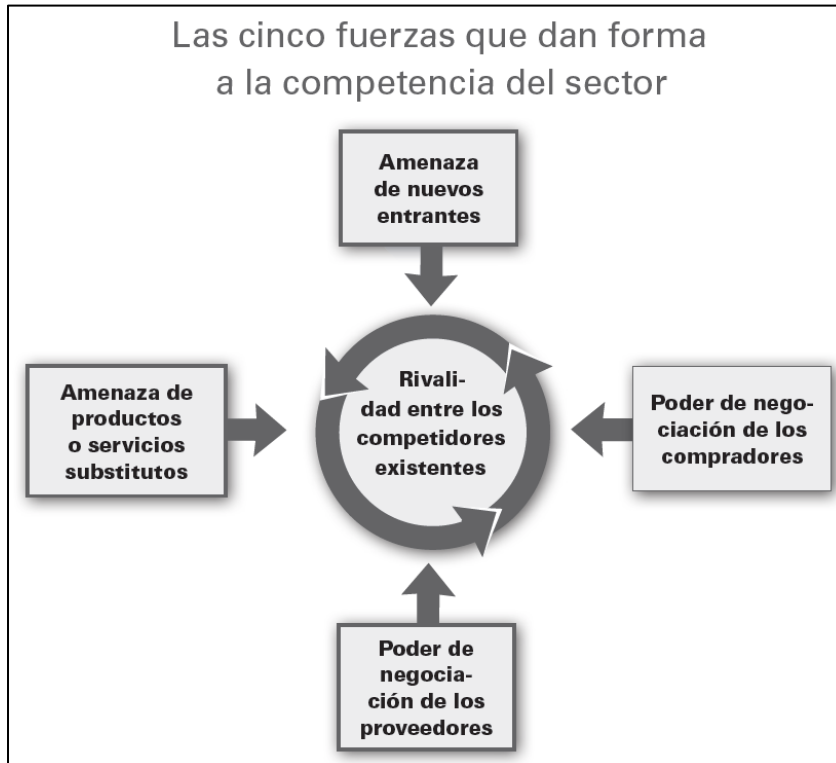 Las cinco fuerzas que dan forma
a la competencia del sector
Amenaza
de nuevos
entrantes
Amenaza de
productos
o servicios
substitutos
Rivali-
dad entre los
competidores
existentes
Poder de nego-
ciación de los
compradores
Poder de
negocia-
ción de los
proveedores